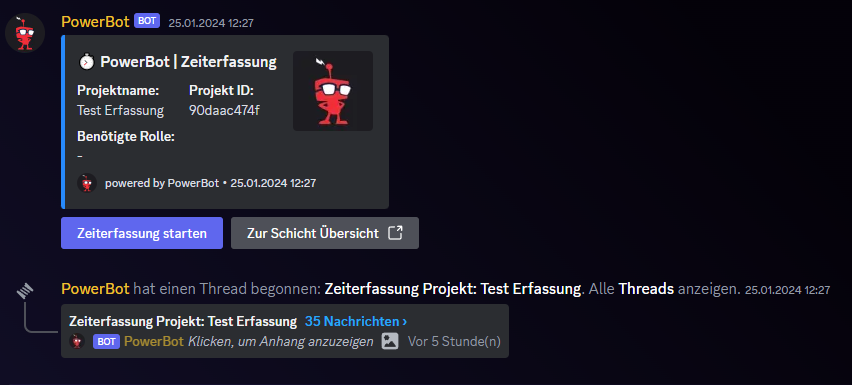 PowerBot BOT 25.01.2024 12:27
PowerBot | Zeiterfassung
Projektname: Projekt ID:
Test Erfassung 90daac474f
Benötigte Rolle:
-
powered by PowerBot • 25.01.2024 12:27
Zeiterfassung starten Zur Schicht Übersicht
PowerBot hat einen Thread begonnen: Zeiterfassung Projekt: Test Erfassung. Alle Threads anzeigen. 25.01.2024 12:27
Zeiterfassung Projekt: Test Erfassung 35 Nachrichten ›
BOT PowerBot Klicken, um Anhang anzuzeigen Vor 5 Stunde(n)